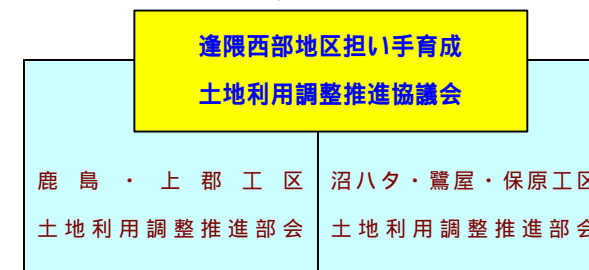 逢隈西部地区担い手育成
土地利用調整推進協議会
鹿島・上郡工区
土地利用調整推進部会
沼ハタ・鷺屋・保原工区
土地利用調整推進部会